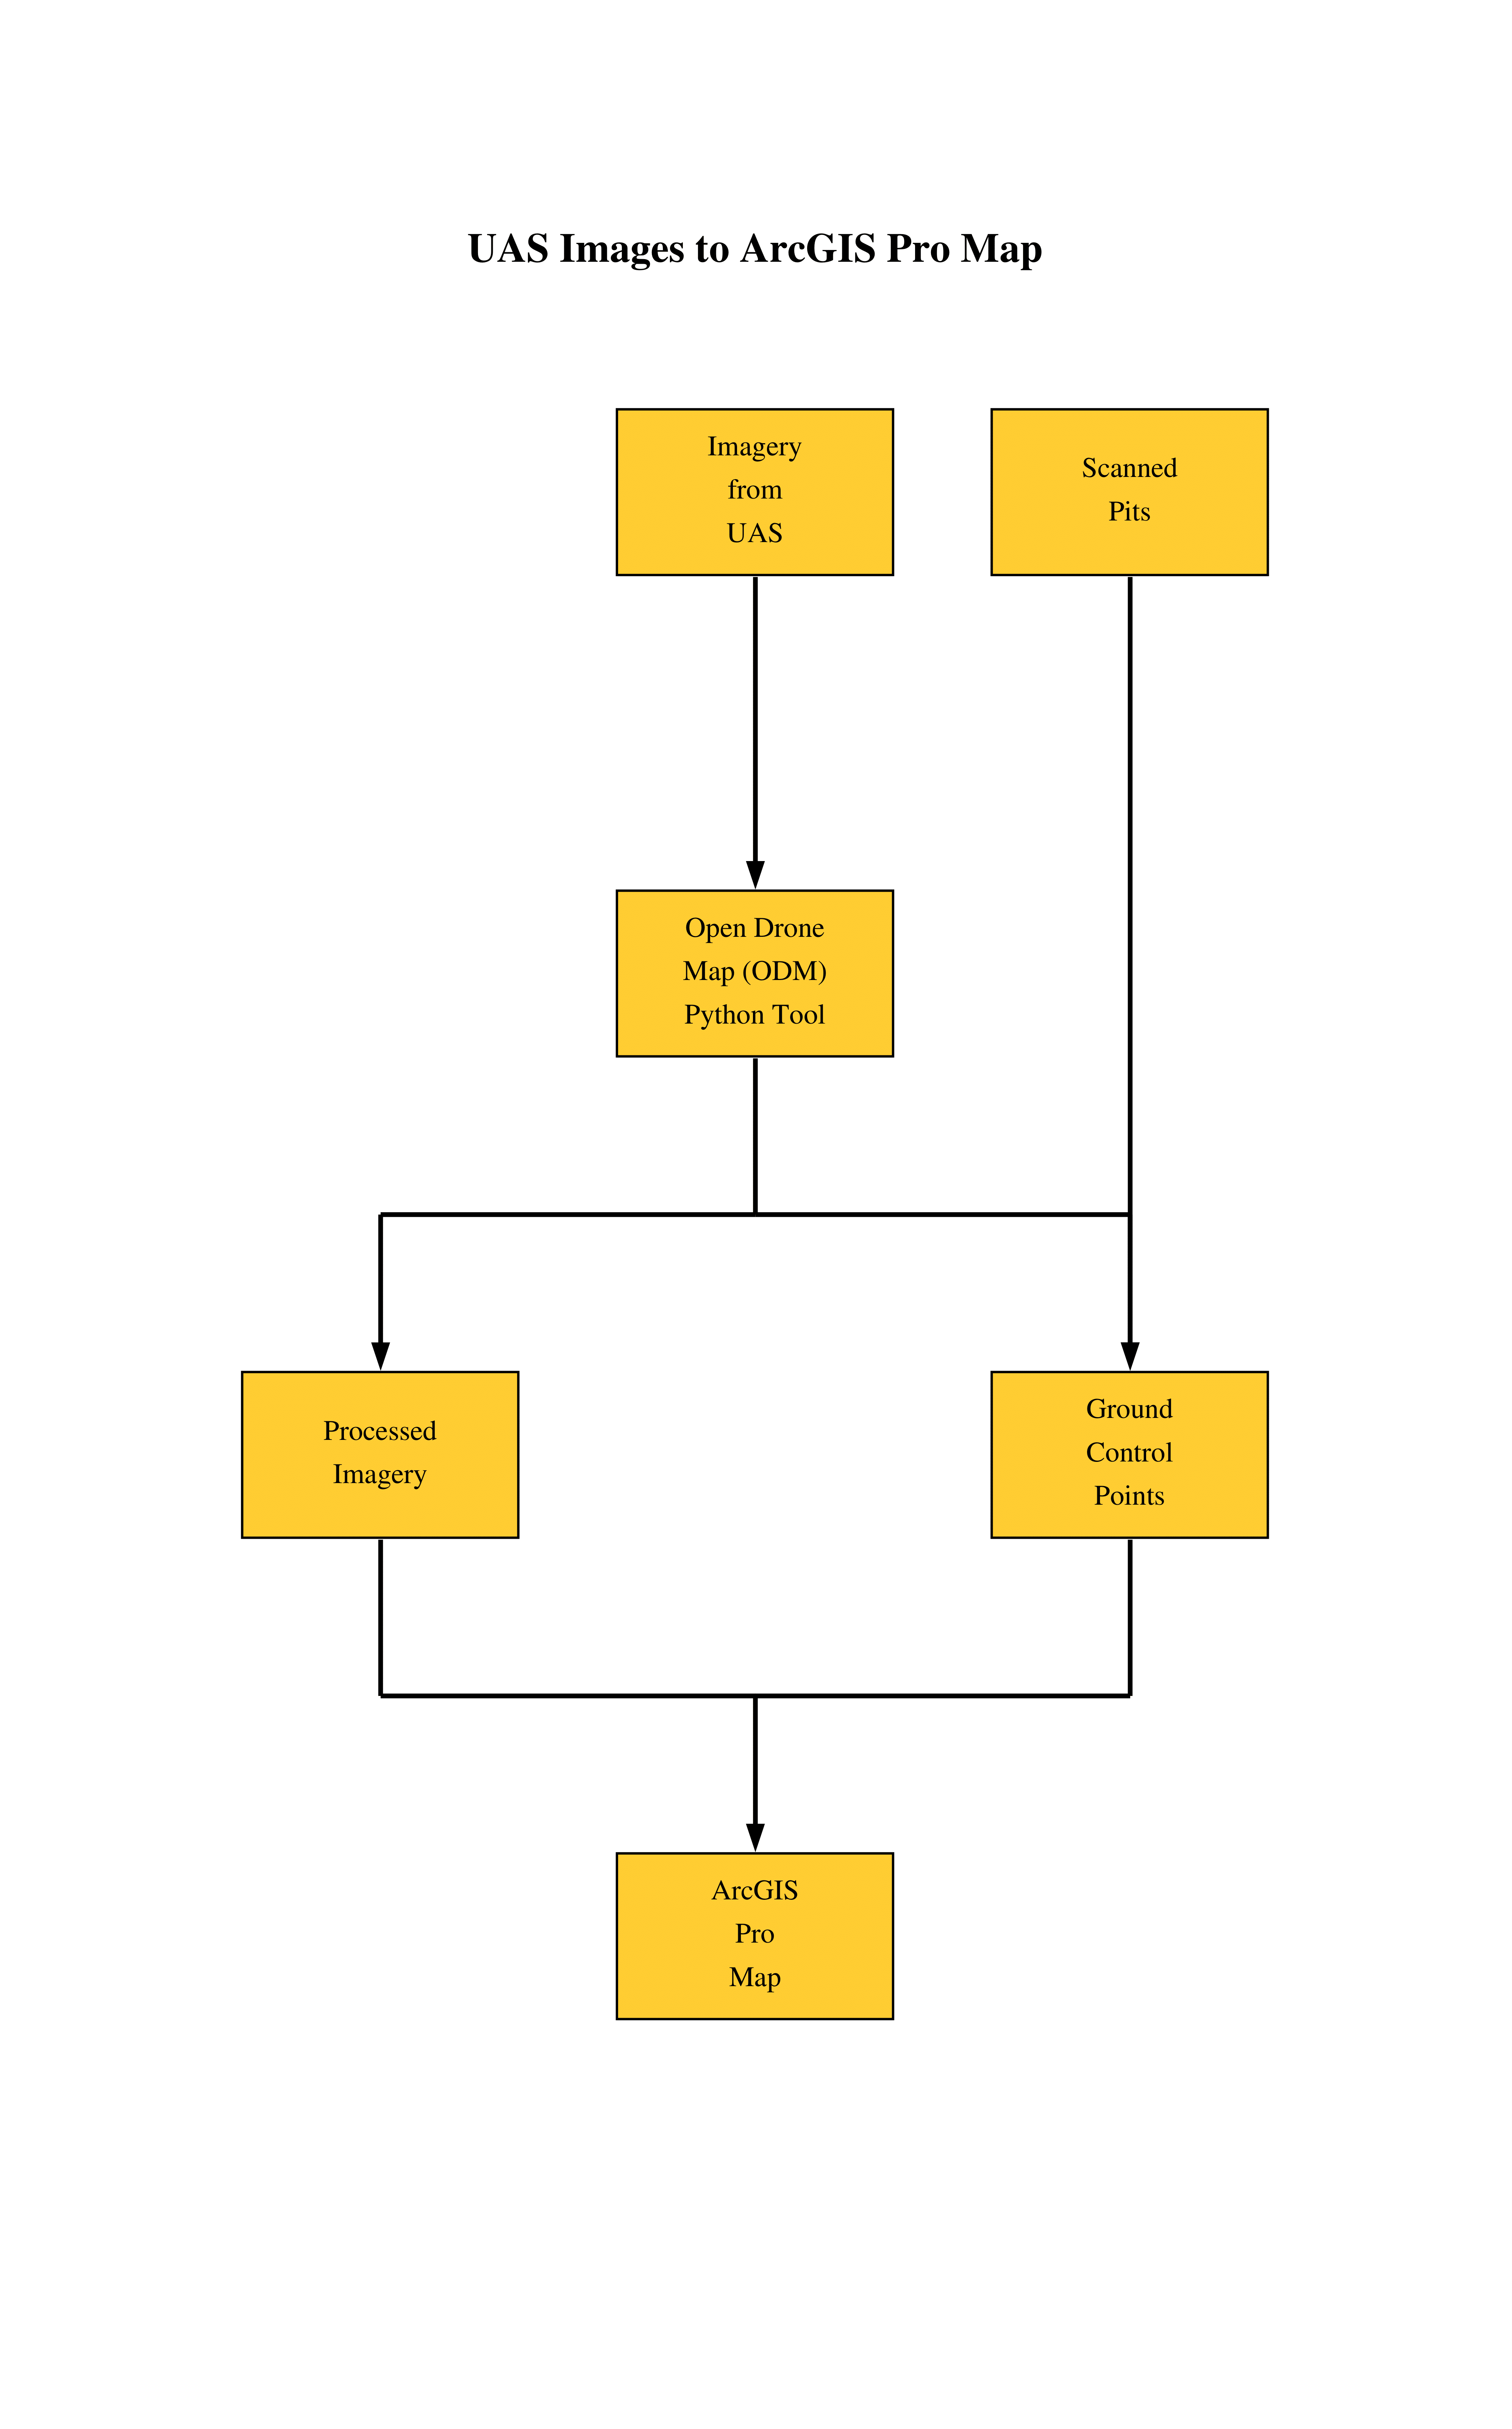 UAS Images to ArcGIS Pro Map
Imagery
from
UAS
Scanned
Pits
Open Drone
Map (ODM)
Python Tool
Processed
Imagery
Ground
Control
Points
ArcGIS
Pro
Map